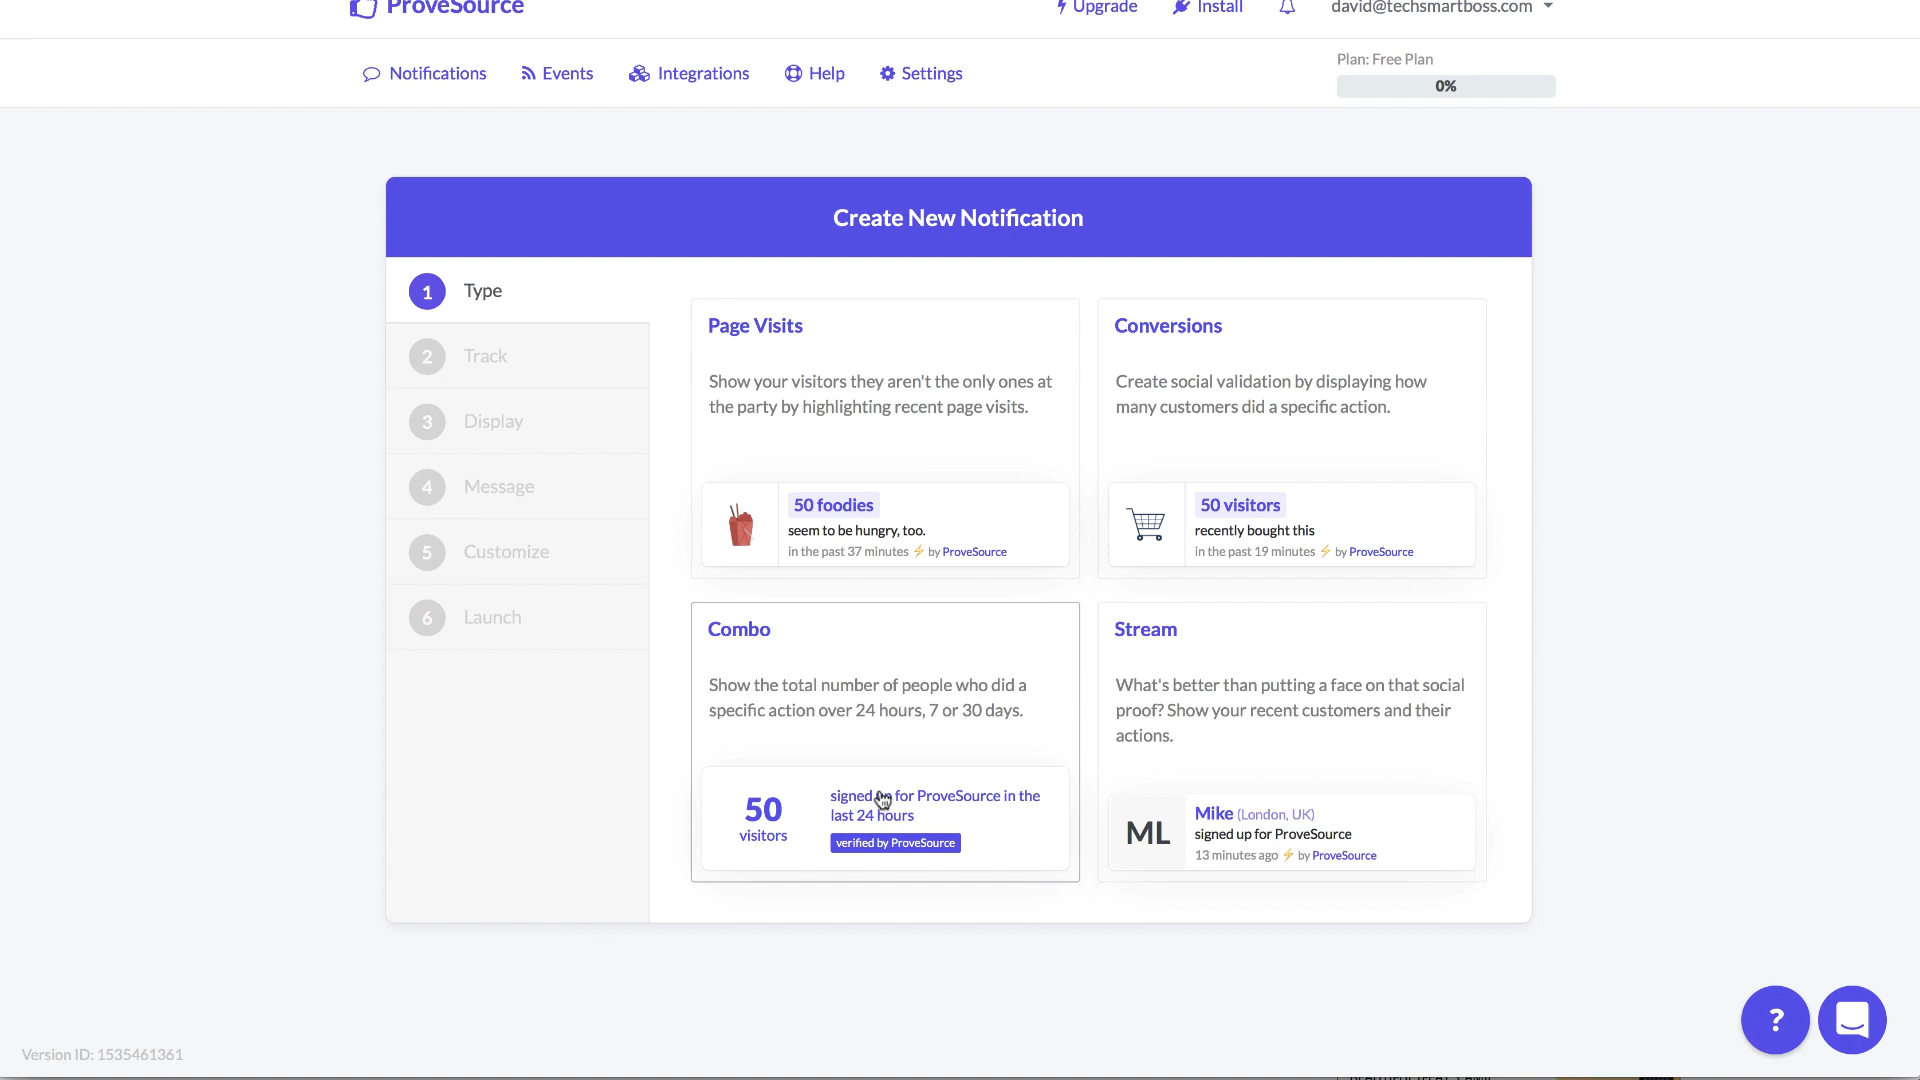 ProveSource
Upgrade
Install
david@techsmartboss.com
Notifications
Events
Integrations
Help
Settings
Plan: Free Plan
0%
Create New Notification
1 Type
2 Track
3 Display
4 Message
5 Customize
6 Launch
Page Visits
Show your visitors they aren't the only ones at
the party by highlighting recent page visits.
50 foodies
seem to be hungry, too.
in the past 37 minutes ⚡ by ProveSource
Conversions
Create social validation by displaying how
many customers did a specific action.
50 visitors
recently bought this
in the past 19 minutes ⚡ by ProveSource
Combo
Show the total number of people who did a
specific action over 24 hours, 7 or 30 days.
50
visitors
signed up for ProveSource in the
last 24 hours
verified by ProveSource
Stream
What's better than putting a face on that social
proof? Show your recent customers and their
actions.
ML
Mike (London, UK)
signed up for ProveSource
13 minutes ago ⚡ by ProveSource
?
Version ID: 1535461361